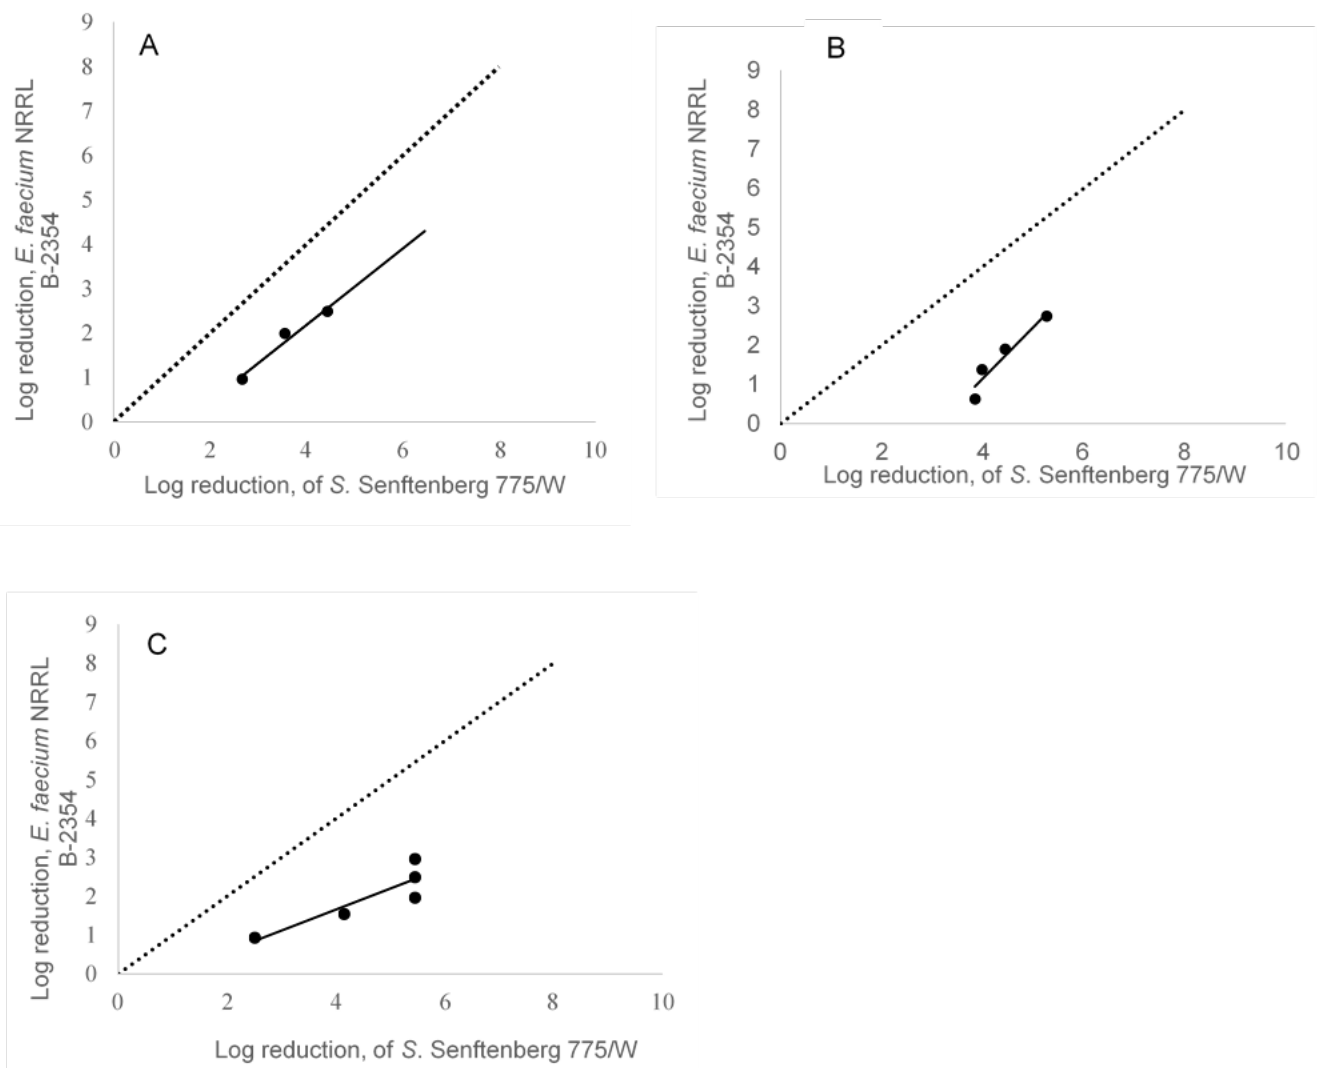 A
9
8
7
6
5
4
3
2
1
0
Log reduction, E. faecium NRRL
B-2354
0 2 4 6 8 10
Log reduction, of S. Senftenberg 775/W
B
9
8
7
6
5
4
3
2
1
0
Log reduction, E. faecium NRRL
B-2354
0 2 4 6 8 10
Log reduction, of S. Senftenberg 775/W
C
9
8
7
6
5
4
3
2
1
0
Log reduction, E. faecium NRRL
B-2354
0 2 4 6 8 10
Log reduction, of S. Senftenberg 775/W